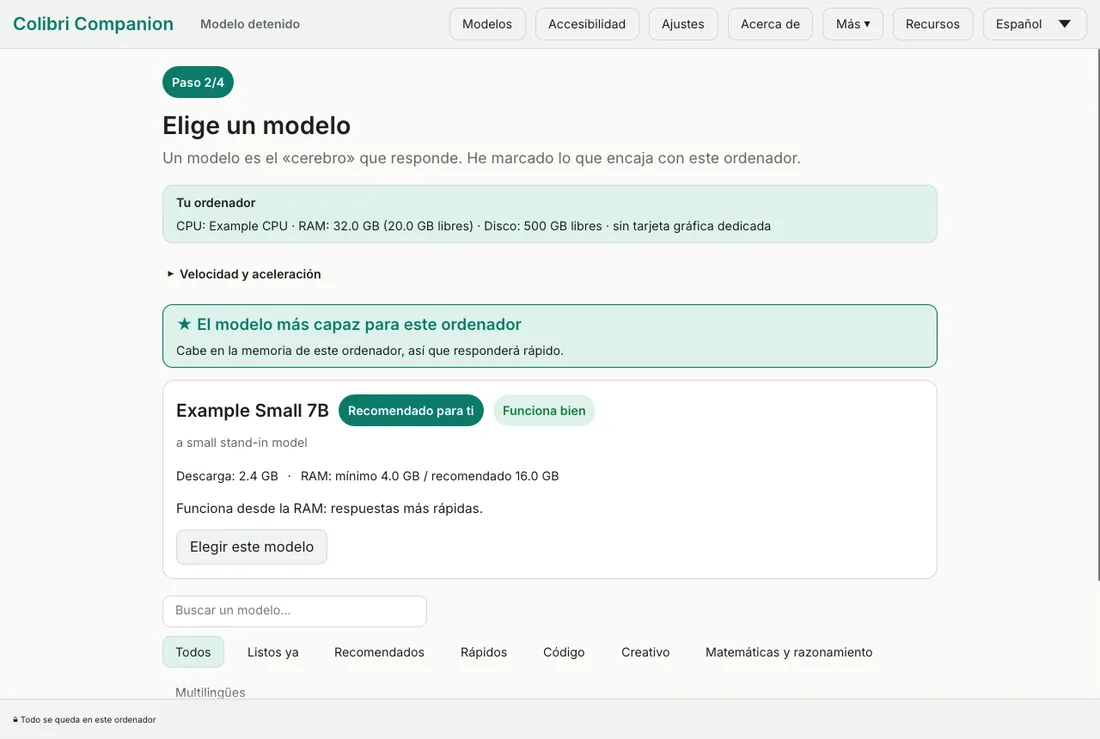 Colibri Companion
Modelo detenido
Modelos
Accesibilidad
Ajustes
Acerca de
Más ▾
Recursos
Español ▼
Paso 2/4
Elige un modelo
Un modelo es el «cerebro» que responde. He marcado lo que encaja con este ordenador.
Tu ordenador
CPU: Example CPU · RAM: 32.0 GB (20.0 GB libres) · Disco: 500 GB libres · sin tarjeta gráfica dedicada
▸ Velocidad y aceleración
★ El modelo más capaz para este ordenador
Cabe en la memoria de este ordenador, así que responderá rápido.
Example Small 7B
Recomendado para ti
Funciona bien
a small stand-in model
Descarga: 2.4 GB · RAM: mínimo 4.0 GB / recomendado 16.0 GB
Funciona desde la RAM: respuestas más rápidas.
Elegir este modelo
Buscar un modelo...
Todos
Listos ya
Recomendados
Rápidos
Código
Creativo
Matemáticas y razonamiento
Multilingües
Todo se queda en este ordenador